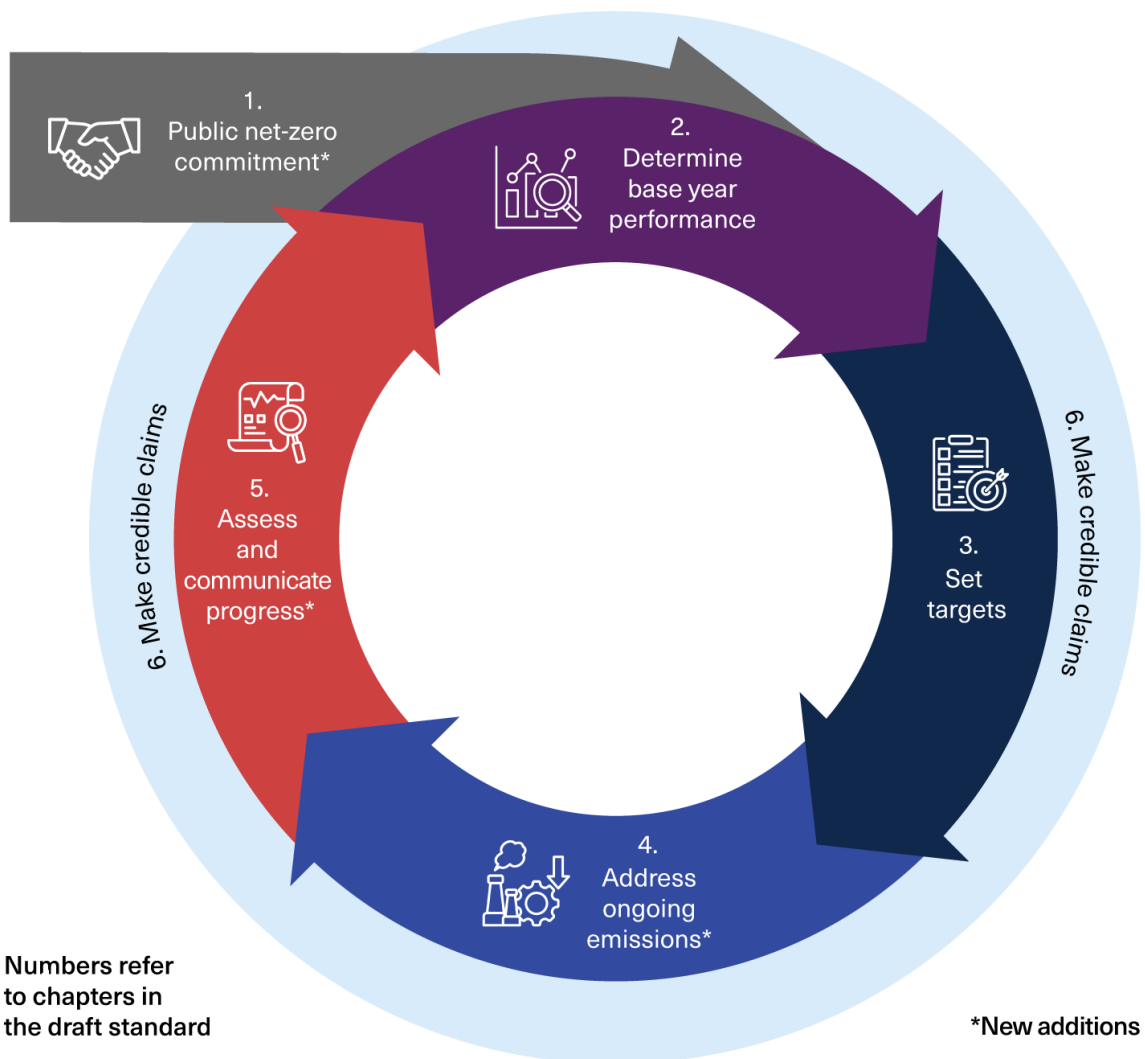 1.
Public net-zero
commitment*
2.
Determine
base year
performance
3.
Set
targets
4.
Address
ongoing
emissions*
5.
Assess
and
communicate
progress*
6. Make credible claims
6. Make credible claims
Numbers refer
to chapters in
the draft standard
*New additions